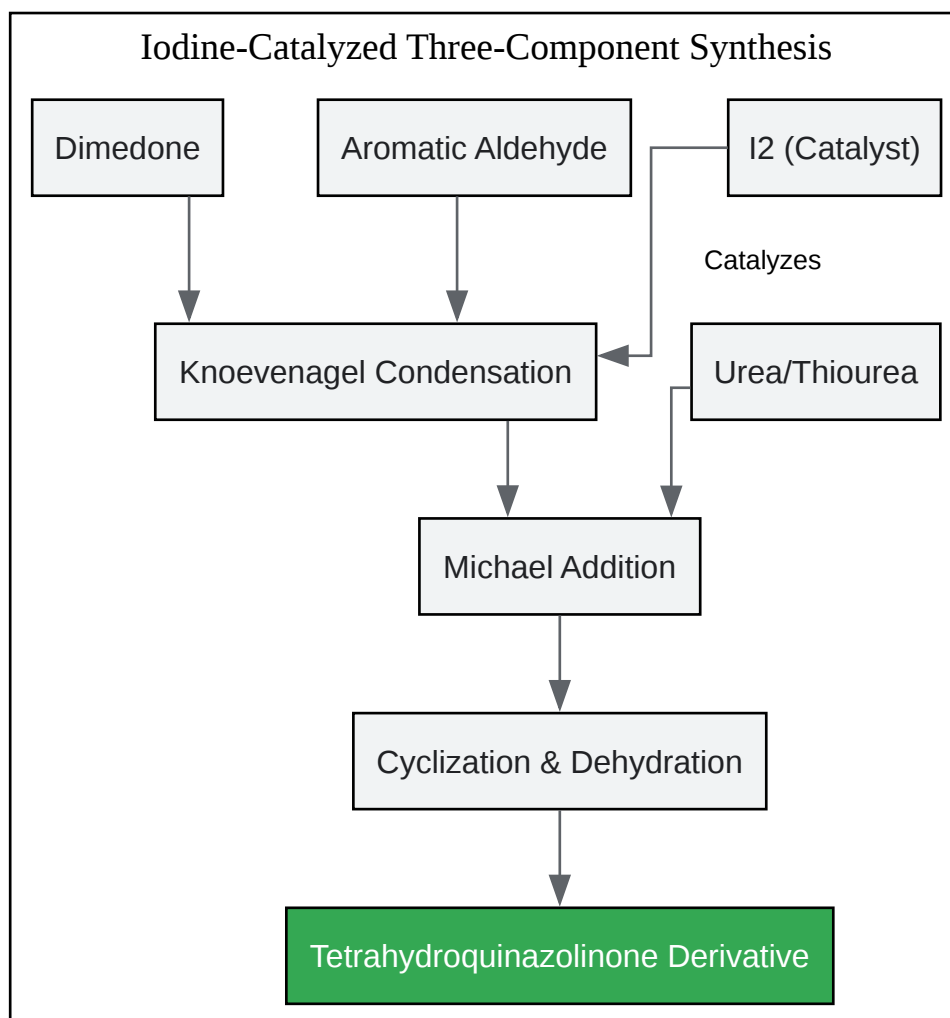 Iodine-Catalyzed Three-Component Synthesis
Dimedone
Aromatic Aldehyde
I2 (Catalyst)
Catalyzes
Knoevenagel Condensation
Urea/Thiourea
Michael Addition
Cyclization & Dehydration
Tetrahydroquinazolinone Derivative